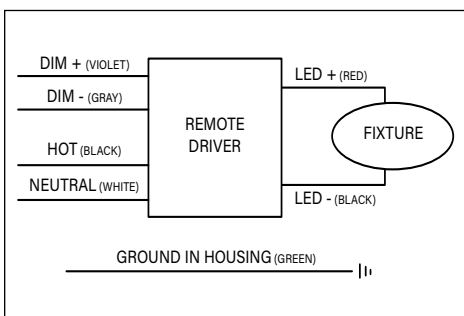 DIM + (VIOLET)
DIM - (GRAY)
HOT (BLACK)
NEUTRAL (WHITE)
REMOTE
DRIVER
LED + (RED)
FIXTURE
LED - (BLACK)
GROUND IN HOUSING (GREEN)